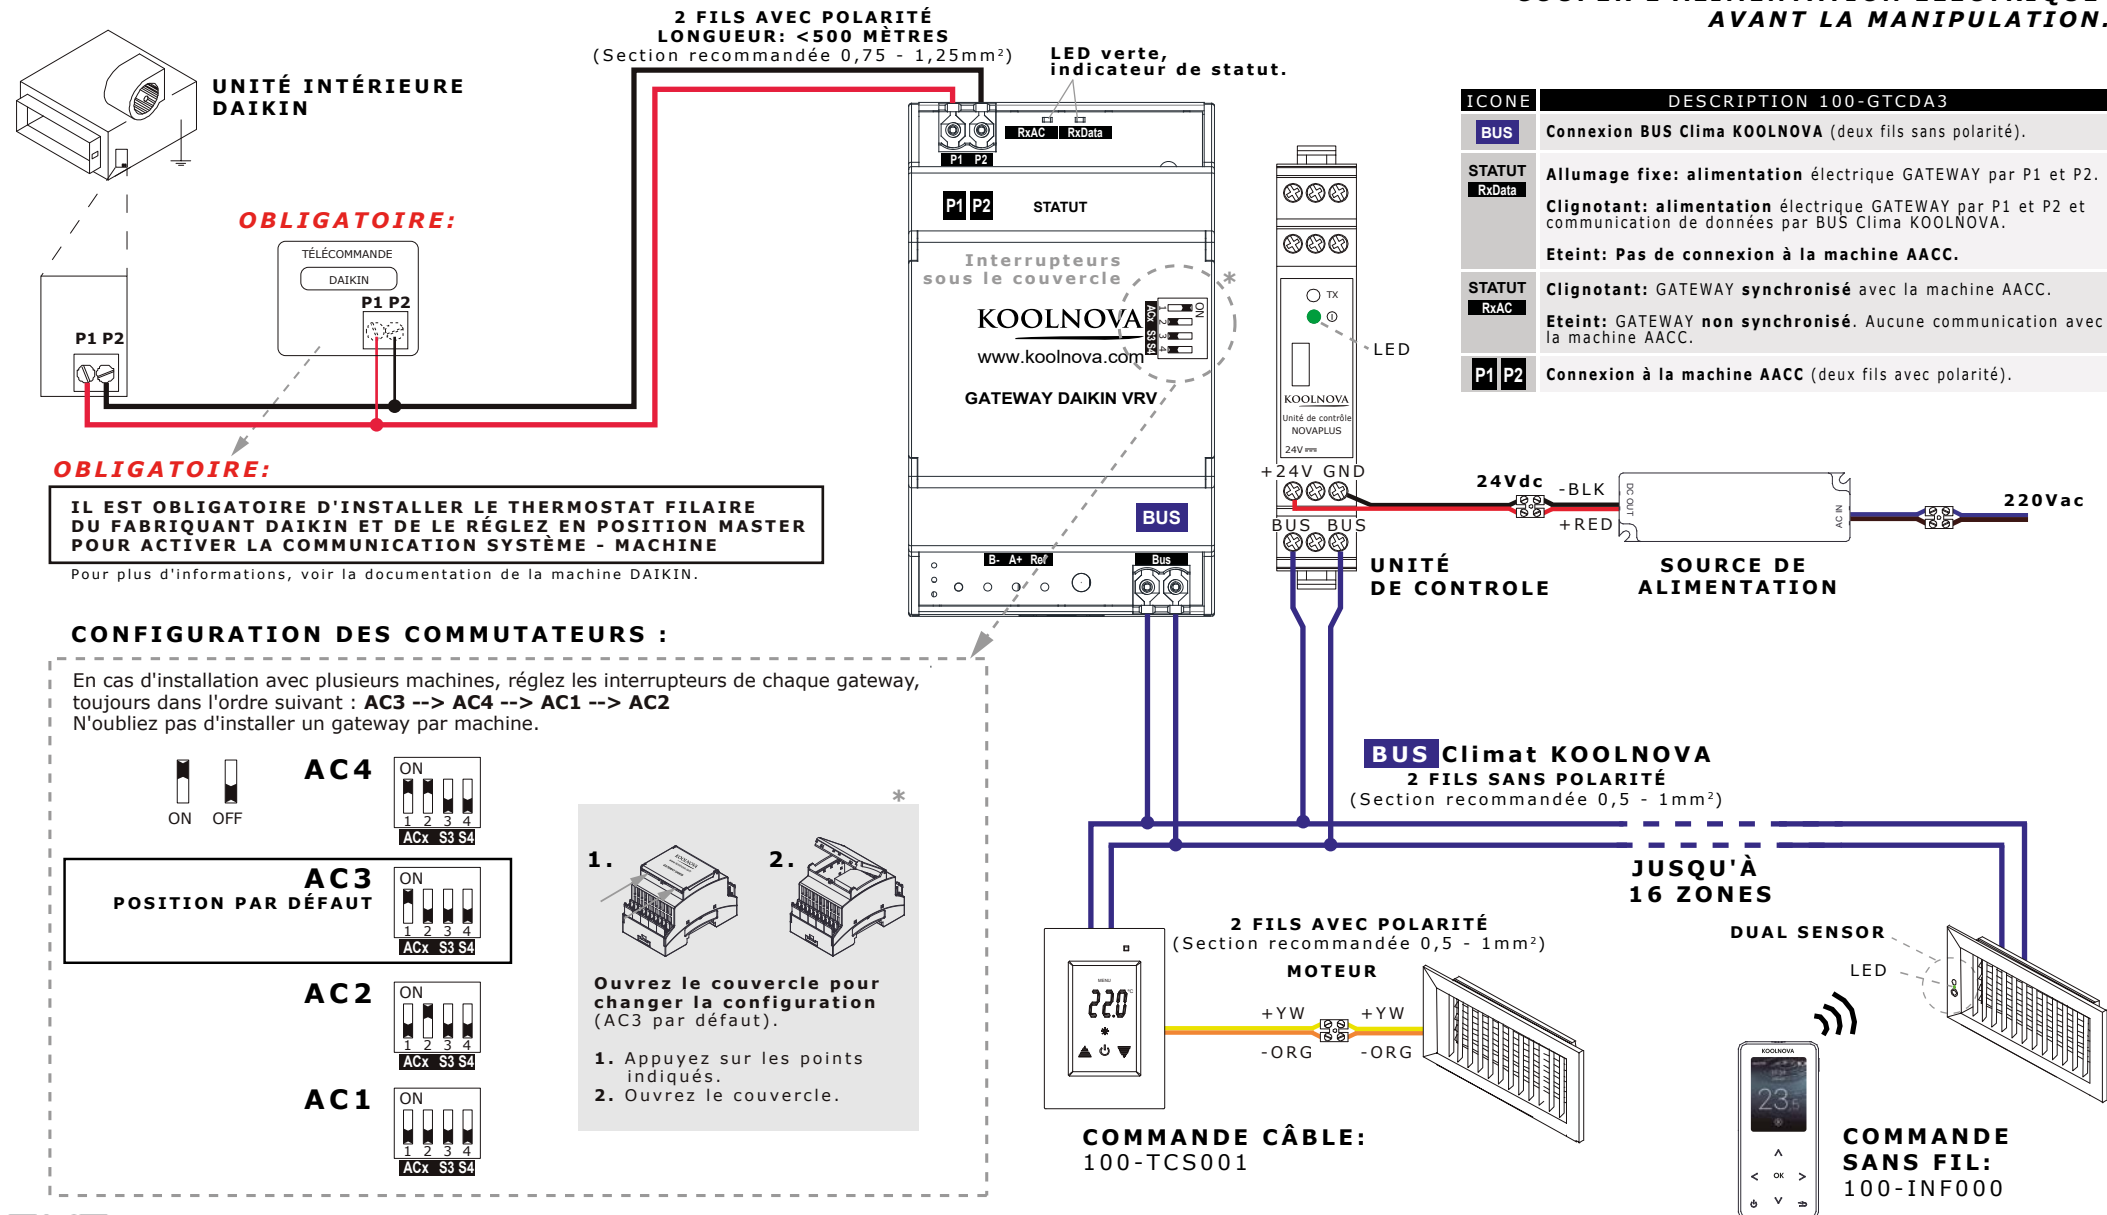 AVANT LA MANIPULATION.
2 FILS AVEC POLARITÉ
LONGUEUR: <500 MÈTRES
(Section recommandée 0,75 - 1,25mm²)
LED verte,
indicateur de statut.
UNITÉ INTÉRIEURE
DAIKIN
OBLIGATOIRE:
TÉLÉCOMMANDE
DAIKIN
P1 P2
P1 P2
RxAC RxData
P1 P2
P1 P2 STATUT
Interrupteurs
sous le couvercle
*
ON
1 2 3 4
ACx S3 S4
KOOLNOVA
www.koolnova.com
GATEWAY DAIKIN VRV
BUS
B- A+ Ref
Bus
TX
LED
KOOLNOVA
Unité de contrôle
NOVAPLUS
24V
+24V GND
BUS BUS
UNITÉ
DE CONTROLE
ICONE DESCRIPTION 100-GTCDA3
BUS Connexion BUS Clima KOOLNOVA (deux fils sans polarité).
STATUT RxData Allumage fixe: alimentation électrique GATEWAY par P1 et P2.
Clignotant: alimentation électrique GATEWAY par P1 et P2 et
communication de données par BUS Clima KOOLNOVA.
Eteint: Pas de connexion à la machine AACC.
STATUT RxAC Clignotant: GATEWAY synchronisé avec la machine AACC.
Eteint: GATEWAY non synchronisé. Aucune communication avec
la machine AACC.
P1 P2 Connexion à la machine AACC (deux fils avec polarité).
24Vdc
-BLK
+RED
DC OUT
AC IN
220Vac
SOURCE DE
ALIMENTATION
OBLIGATOIRE:
IL EST OBLIGATOIRE D'INSTALLER LE THERMOSTAT FILAIRE
DU FABRIQUANT DAIKIN ET DE LE RÉGLEZ EN POSITION MASTER
POUR ACTIVER LA COMMUNICATION SYSTÈME - MACHINE
Pour plus d'informations, voir la documentation de la machine DAIKIN.
CONFIGURATION DES COMMUTATEURS :
En cas d'installation avec plusieurs machines, réglez les interrupteurs de chaque gateway,
toujours dans l'ordre suivant : AC3 --> AC4 --> AC1 --> AC2
N'oubliez pas d'installer un gateway par machine.
ON OFF
AC4
ON
1 2 3 4
ACx S3 S4
AC3
POSITION PAR DÉFAUT
ON
1 2 3 4
ACx S3 S4
AC2
ON
1 2 3 4
ACx S3 S4
AC1
ON
1 2 3 4
ACx S3 S4
*
1. 2.
Ouvrez le couvercle pour
changer la configuration
(AC3 par défaut).
1. Appuyez sur les points
indiqués.
2. Ouvrez le couvercle.
BUS Climat KOOLNOVA
2 FILS SANS POLARITÉ
(Section recommandée 0,5 - 1mm²)
JUSQU'À
16 ZONES
2 FILS AVEC POLARITÉ
(Section recommandée 0,5 - 1mm²)
MOTEUR
+YW +YW
-ORG -ORG
MENU
22.0
°C
COMMANDE CÂBLE:
100-TCS001
DUAL SENSOR
LED
KOOLNOVA
23,5
OK
COMMANDE
SANS FIL:
100-INF000